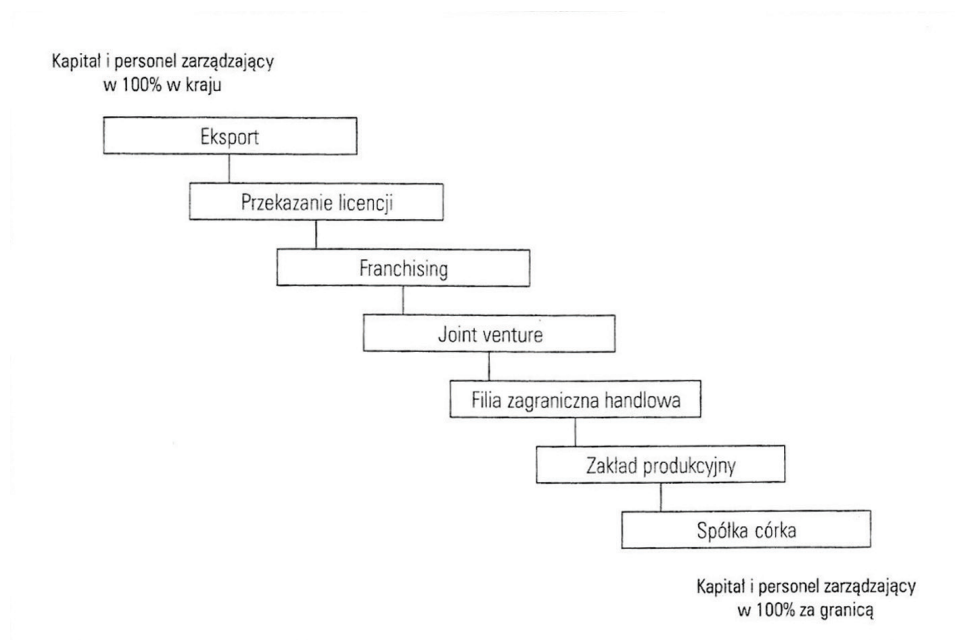 Kapitał i personel zarządzający
w 100% w kraju
Eksport
Przekazanie licencji
Franchising
Joint venture
Filia zagraniczna handlowa
Zakład produkcyjny
Spółka córka
Kapitał i personel zarządzający
w 100% za granicą